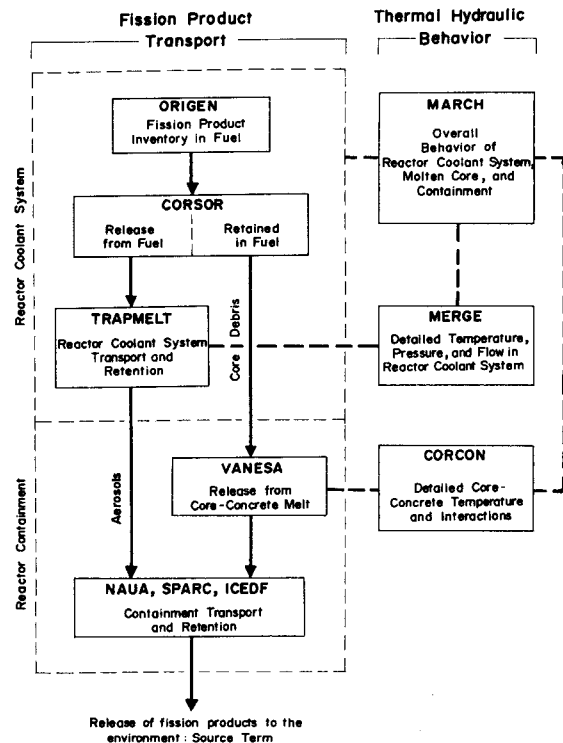 Fission Product
Transport
Thermal Hydraulic
Behavior
Reactor Coolant System
ORIGEN
Fission Product
Inventory in Fuel
CORSOR
Release
from Fuel
Retained
in Fuel
TRAPMELT
Reactor Coolant System
Transport and
Retention
Core Debris
MARCH
Overall
Behavior of
Reactor Coolant System,
Molten Core, and
Containment
MERGE
Detailed Temperature,
Pressure, and Flow in
Reactor Coolant System
Reactor Containment
Aerosols
VANESA
Release from
Core-Concrete Melt
CORCON
Detailed Core-
Concrete Temperature
and Interactions
NAUA, SPARC, ICEDF
Containment Transport
and Retention
Release of fission products to the
environment: Source Term